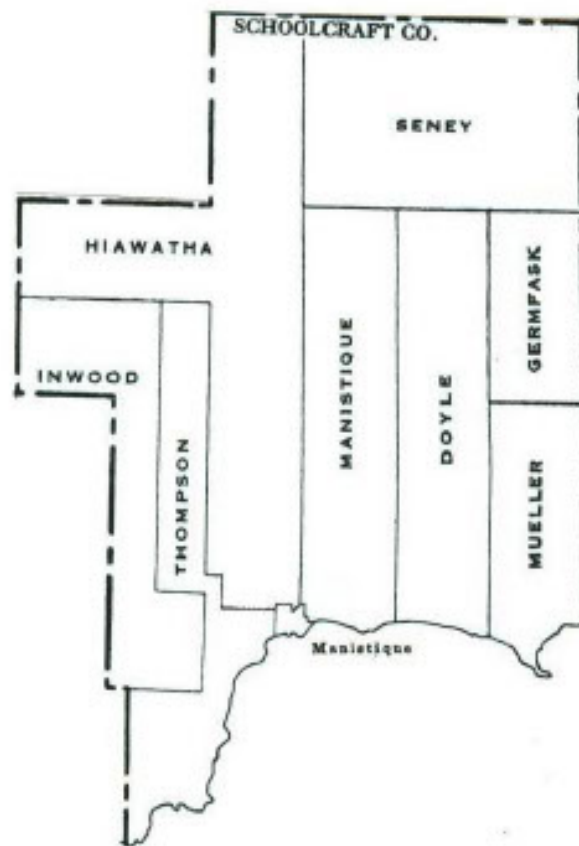 SCHOOLCRAFT CO.
SENEY
HIAWATHA
GERMFASK
INWOOD
MANISTIQUE
DOYLE
THOMPSON
MUELLER
Manistique